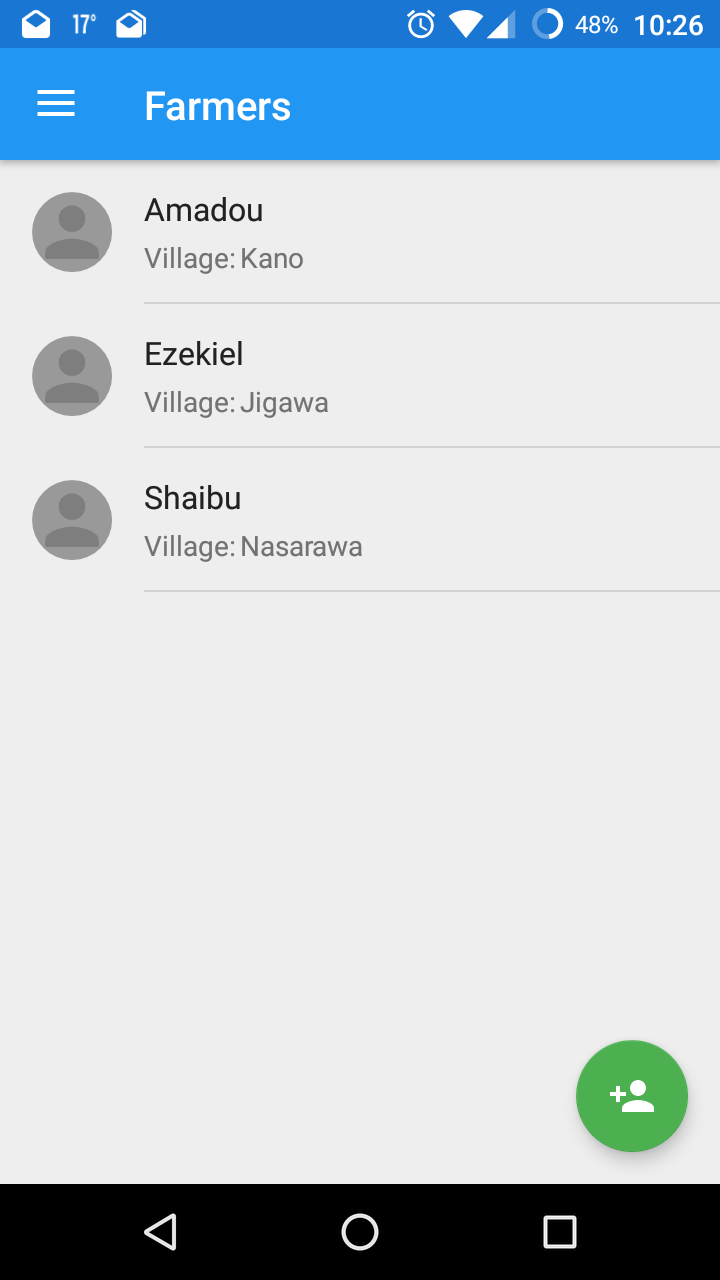 17° 48% 10:26
Farmers
Amadou
Village: Kano
Ezekiel
Village: Jigawa
Shaibu
Village: Nasarawa